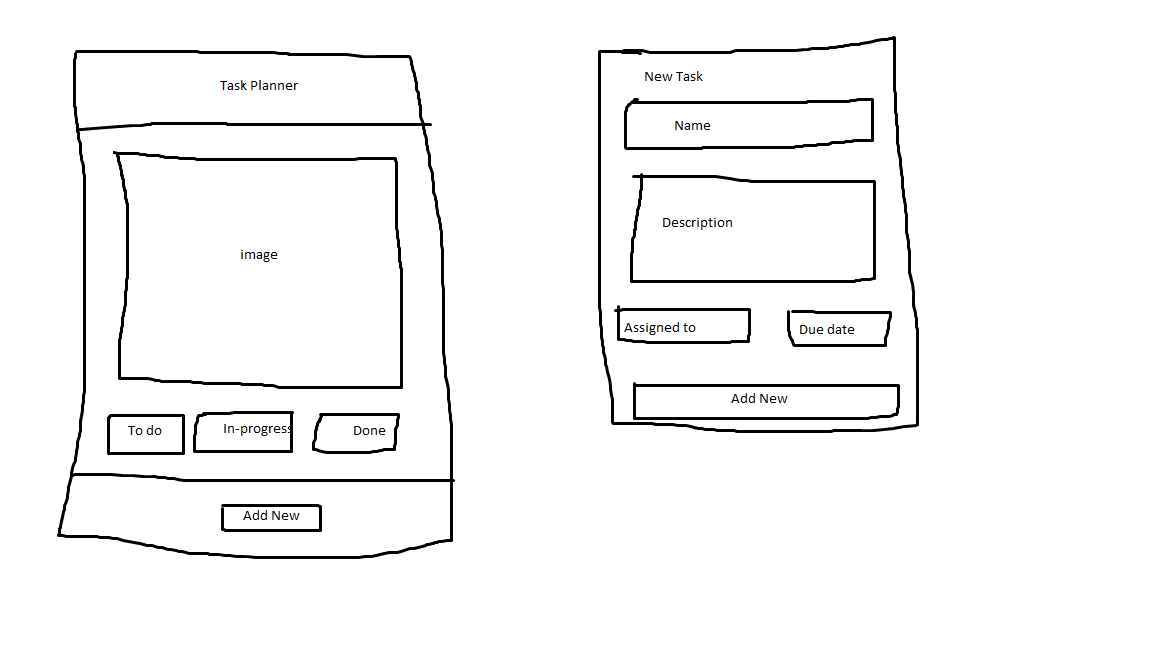 Task Planner
image
To do
In-progress
Done
Add New
New Task
Name
Description
Assigned to
Due date
Add New